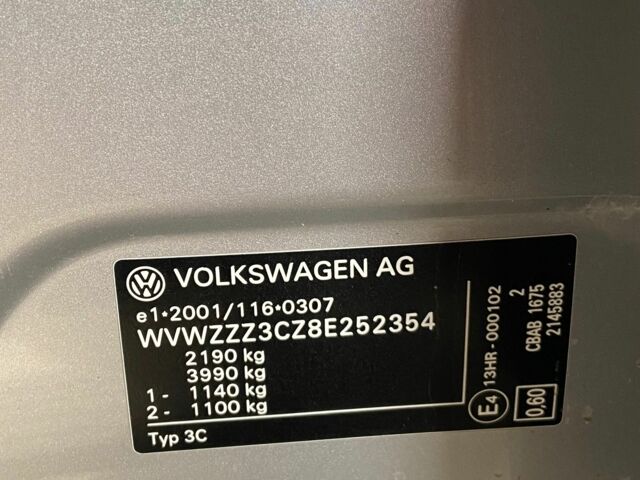 VOLKSWAGEN AG
e1*2001/116*0307
WVWZZZ3CZ8E252354
2190 kg
3990 kg
1 - 1140 kg
2 - 1100 kg
Typ 3C
E4
13HR - 000102
2
CBAB 1675
2145883
0,60